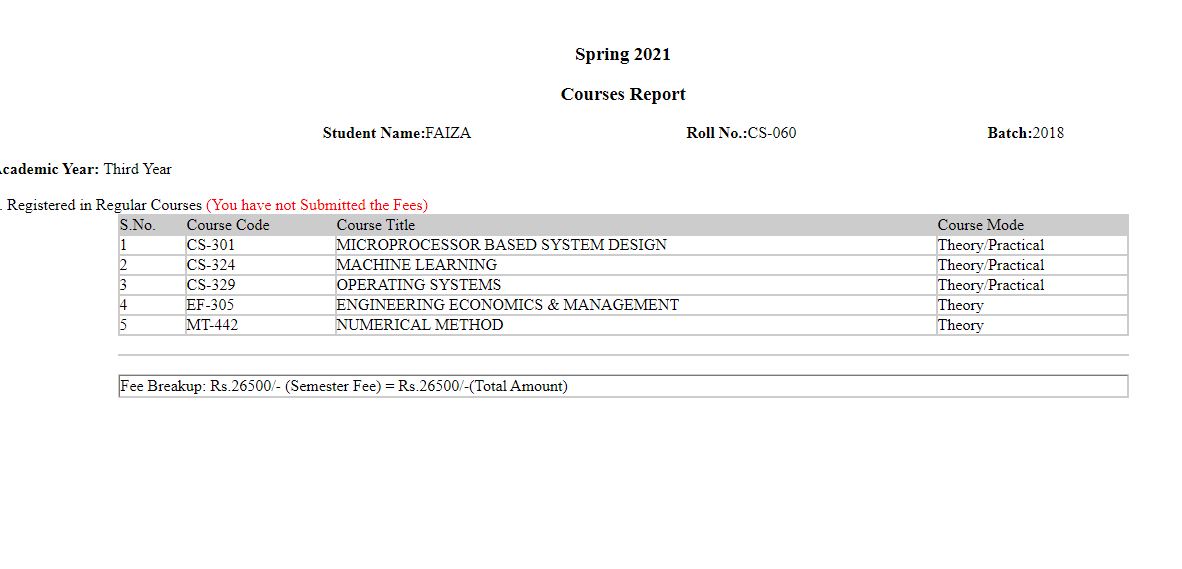 Spring 2021
Courses Report
Student Name:FAIZA Roll No.:CS-060 Batch:2018
cademic Year: Third Year
. Registered in Regular Courses (You have not Submitted the Fees)
S.No. Course Code Course Title Course Mode
1 CS-301 MICROPROCESSOR BASED SYSTEM DESIGN Theory/Practical
2 CS-324 MACHINE LEARNING Theory/Practical
3 CS-329 OPERATING SYSTEMS Theory/Practical
4 EF-305 ENGINEERING ECONOMICS & MANAGEMENT Theory
5 MT-442 NUMERICAL METHOD Theory
Fee Breakup: Rs.26500/- (Semester Fee) = Rs.26500/-(Total Amount)